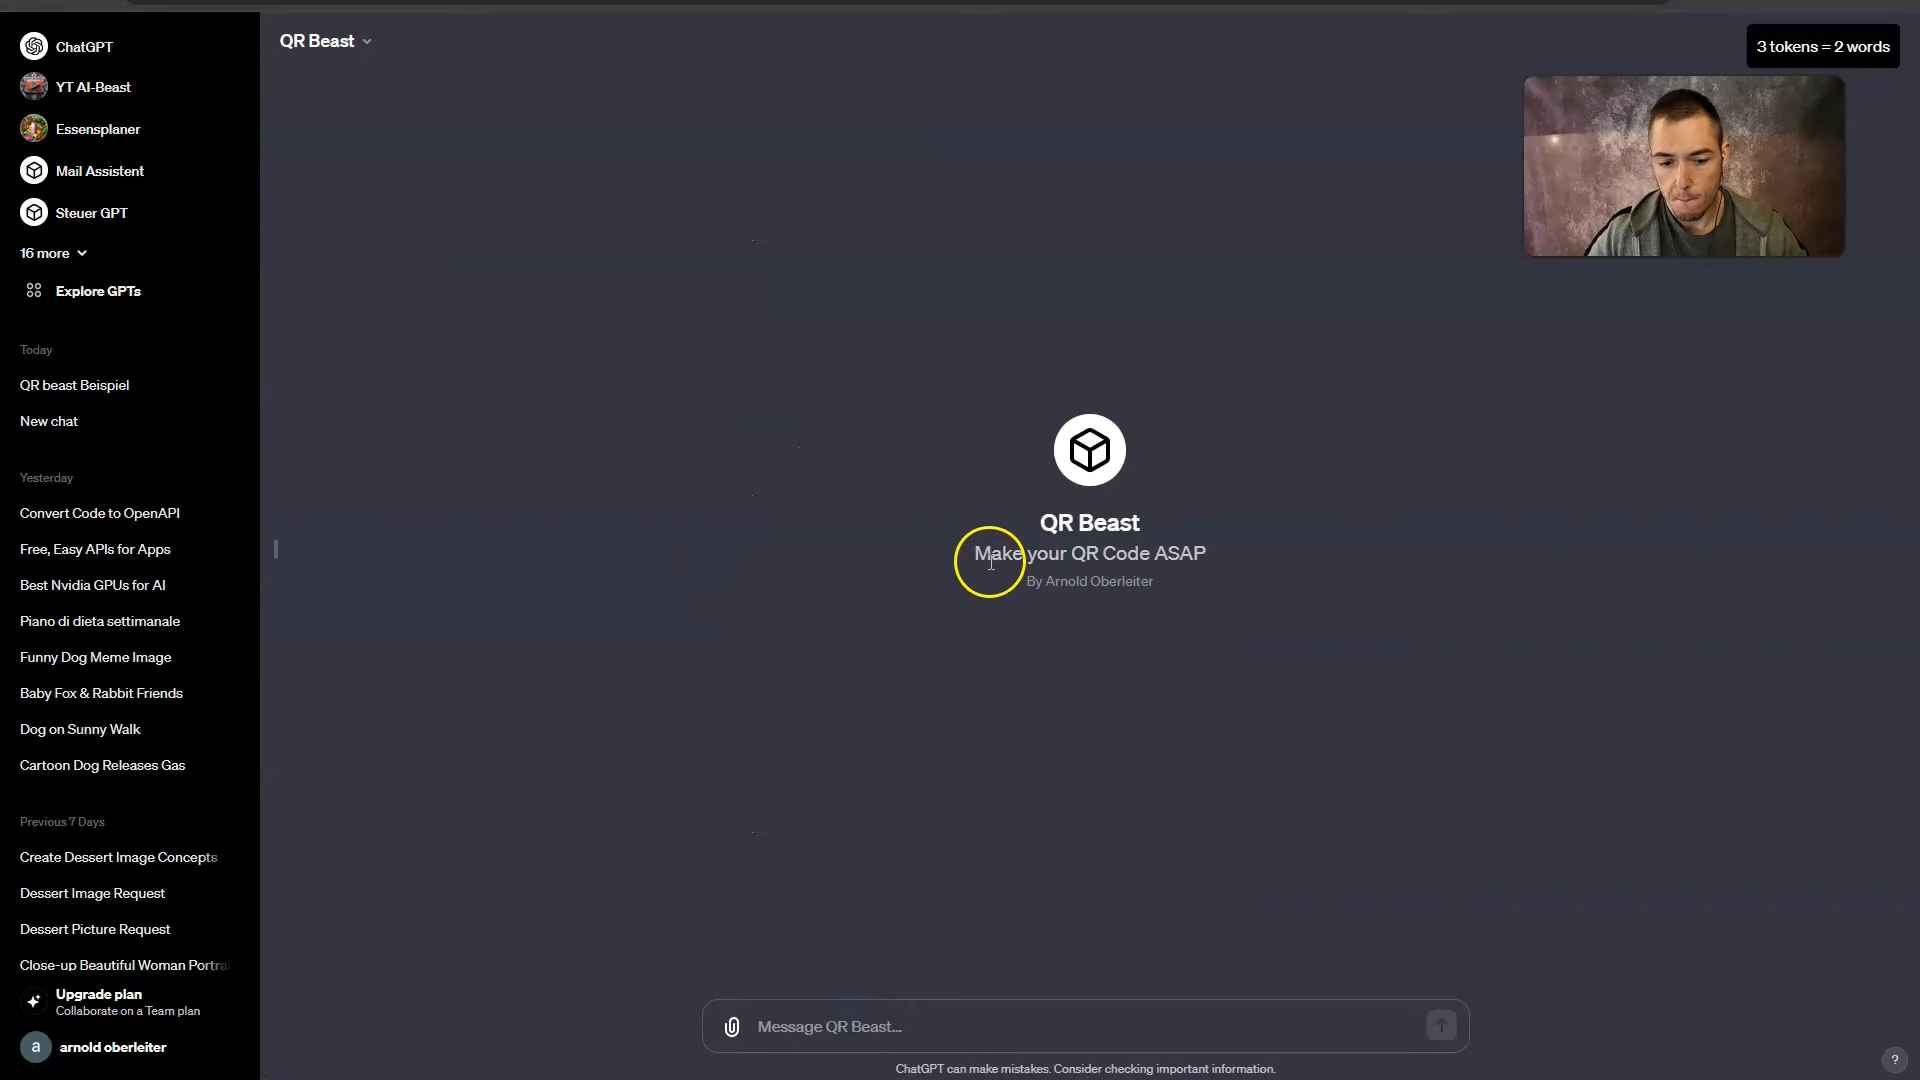 ChatGPT
YT AI-Beast
Essensplaner
Mail Assistent
Steuer GPT
16 more
Explore GPTs
Today
QR beast Beispiel
New chat
Yesterday
Convert Code to OpenAPI
Free, Easy APIs for Apps
Best Nvidia GPUs for AI
Piano di dieta settimanale
Funny Dog Meme Image
Baby Fox & Rabbit Friends
Dog on Sunny Walk
Cartoon Dog Releases Gas
Previous 7 Days
Create Dessert Image Concepts
Dessert Image Request
Dessert Picture Request
Close-up Beautiful Woman Portrai
Upgrade plan
Collaborate on a Team plan
a arnold oberleiter
QR Beast
3 tokens = 2 words
QR Beast
Make your QR Code ASAP
By Arnold Oberleiter
Message QR Beast...
ChatGPT can make mistakes. Consider checking important information.
?